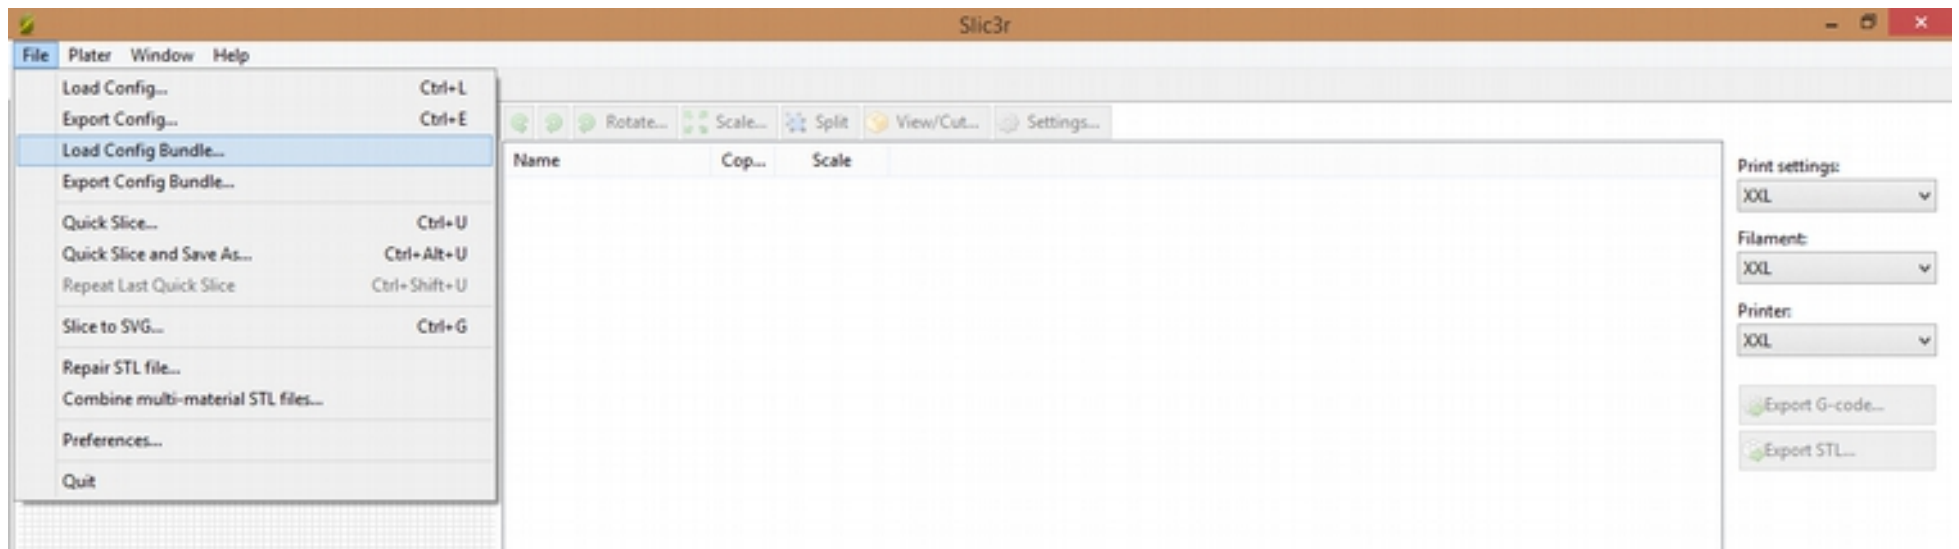 Slic3r
File Plater Window Help
Load Config... Ctrl+L
Export Config... Ctrl+E
Load Config Bundle...
Export Config Bundle...
Quick Slice... Ctrl+U
Quick Slice and Save As... Ctrl+Alt+U
Repeat Last Quick Slice Ctrl+Shift+U
Slice to SVG... Ctrl+G
Repair STL file...
Combine multi-material STL files...
Preferences...
Quit
Rotate... Scale... Split View/Cut... Settings...
Name Cop... Scale
Print settings:
XXL
Filament:
XXL
Printer:
XXL
Export G-code...
Export STL...